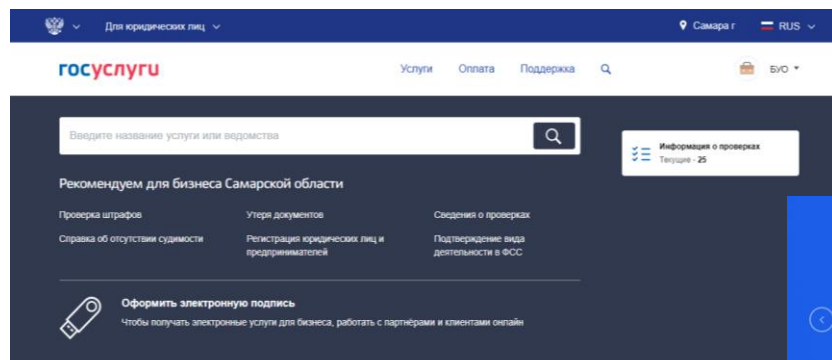 Для юридических лиц
Самара г
RUS
госуслуги
Услуги
Оплата
Поддержка
БУО
Введите название услуги или ведомства
Информация о проверках
Текущие - 25
Рекомендуем для бизнеса Самарской области
Проверка штрафов
Утеря документов
Сведения о проверках
Справка об отсутствии судимости
Регистрация юридических лиц и
предпринимателей
Подтверждение вида
деятельности в ФСС
Оформить электронную подпись
Чтобы получать электронные услуги для бизнеса, работать с партнёрами и клиентами онлайн